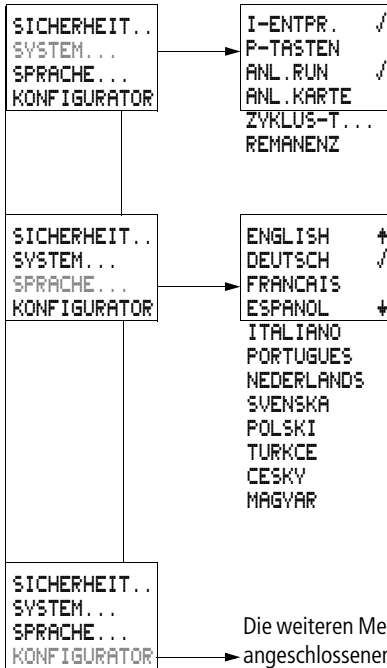 SICHERHEIT..
SYSTEM...
SPRACHE...
KONFIGURATOR
I-ENTPR. √
P-TASTEN
ANL.RUN √
ANL.KARTE
ZYKLUS-T...
REMANENZ
SICHERHEIT..
SYSTEM...
SPRACHE...
KONFIGURATOR
ENGLISH ↑
DEUTSCH √
FRANCAIS
ESPANOL ↓
ITALIANO
PORTUGUES
NEDERLANDS
SVENSKA
POLSKI
TURKCE
CESKY
MAGYAR
SICHERHEIT..
SYSTEM...
SPRACHE...
KONFIGURATOR
Die weiteren Me
angeschlossener